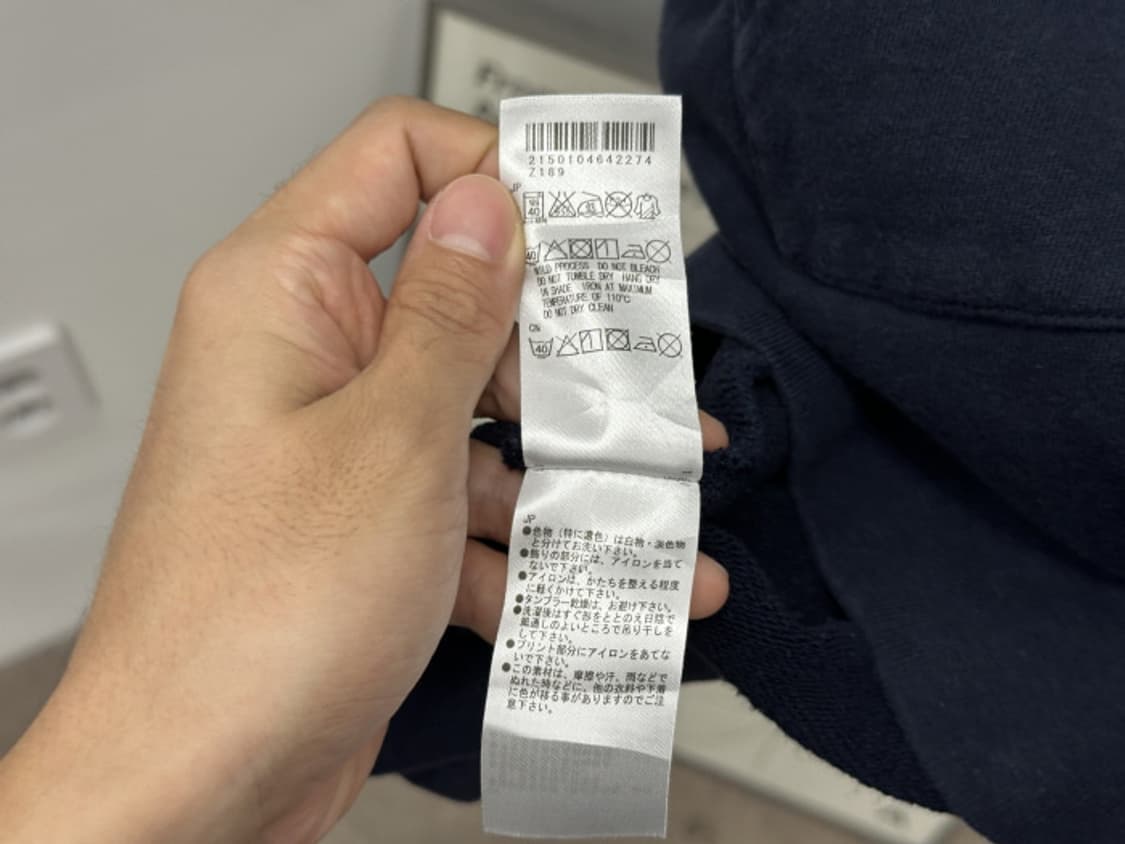 2150104642274
Z189
JP
40
40
MILD PROCESS DO NOT BLEACH
DO NOT TUMBLE DRY HANG DRY
IN SHADE IRON AT MAXIMUM
TEMPERATURE OF 110°C
DO NOT DRY CLEAN
CN
40
JP
●色物（特に濃色）は白物・淡色物
と分けてお洗い下さい。
●飾りの部分には、アイロンを当て
ないで下さい。
●アイロンは、かたちを整える程度
に軽くかけて下さい。
●タンブラー乾燥は、お避け下さい。
●洗濯後はすぐ形をととのえ日陰で
風通しのよいところで吊り干しを
して下さい。
●プリント部分にアイロンをあてな
いで下さい。
●この素材は、摩擦や汗、雨などで
ぬれた時などに、他の衣料や下着
に色が移る事がありますのでご注
意下さい。